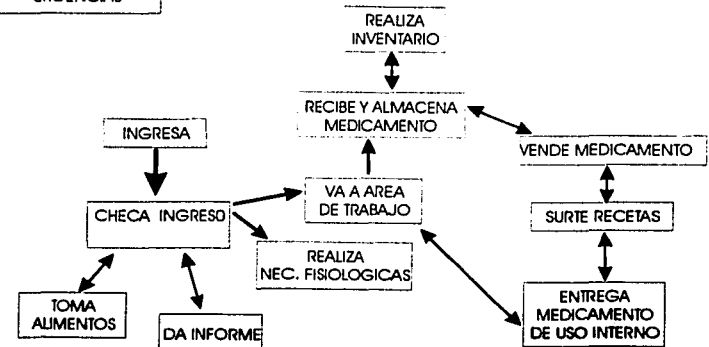 REALIZA
INVENTARIO
RECIBE Y ALMACENA
MEDICAMENTO
INGRESA
VENDE MEDICAMENTO
CHECA INGRESO
VA A AREA
DE TRABAJO
SURTE RECETAS
REALIZA
NEC. FISIOLOGICAS
TOMA
ALIMENTOS
DA INFORME
ENTREGA
MEDICAMENTO
DE USO INTERNO